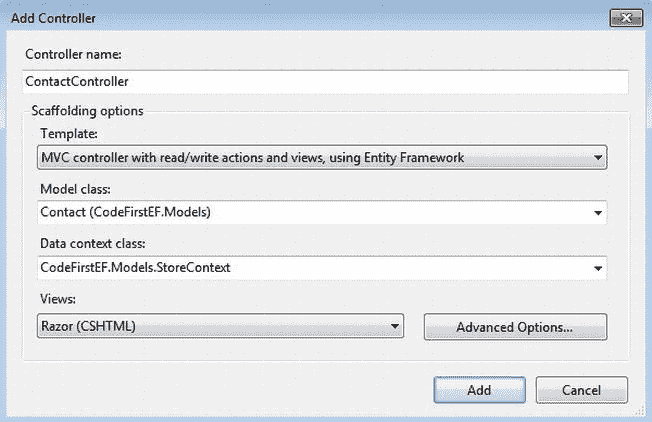 Add Controller
Controller name:
ContactController
Scaffolding options
Template:
MVC controller with read/write actions and views, using Entity Framework
Model class:
Contact (CodeFirstEF.Models)
Data context class:
CodeFirstEF.Models.StoreContext
Views:
Razor (CSHTML)
Advanced Options...
Add
Cancel